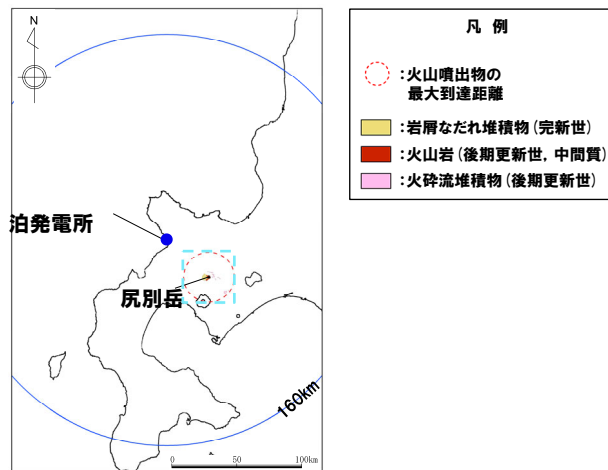 N
泊発電所
尻別岳
160km
0 50 100km
凡 例
:火山噴出物の
最大到達距離
:岩屑なだれ堆積物(完新世)
:火山岩(後期更新世, 中間質)
:火砕流堆積物(後期更新世)